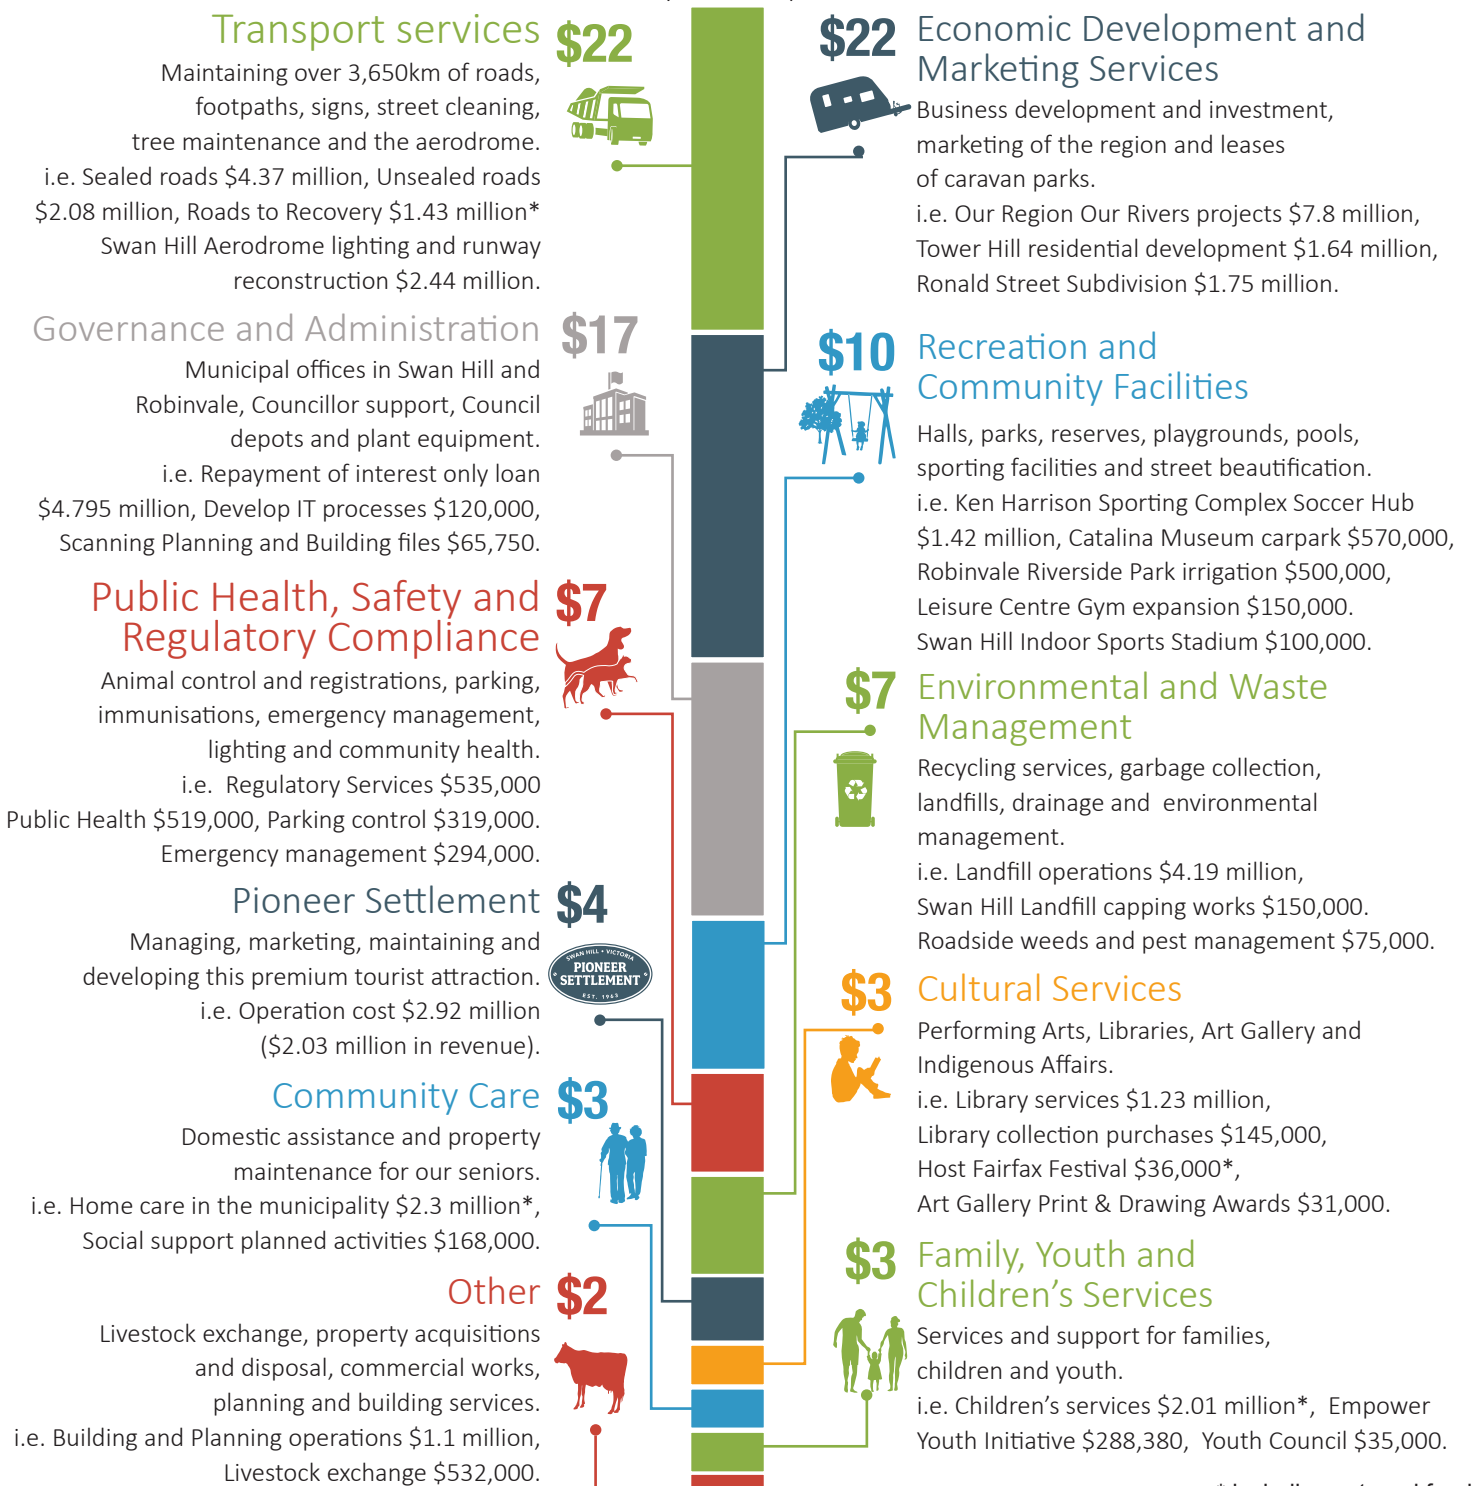 Transport services $22
Maintaining over 3,650km of roads,
footpaths, signs, street cleaning,
tree maintenance and the aerodrome.
i.e. Sealed roads $4.37 million, Unsealed roads
$2.08 million, Roads to Recovery $1.43 million*
Swan Hill Aerodrome lighting and runway
reconstruction $2.44 million.
Governance and Administration $17
Municipal offices in Swan Hill and
Robinvale, Councillor support, Council
depots and plant equipment.
i.e. Repayment of interest only loan
$4.795 million, Develop IT processes $120,000,
Scanning Planning and Building files $65,750.
Public Health, Safety and $7
Regulatory Compliance
Animal control and registrations, parking,
immunisations, emergency management,
lighting and community health.
i.e. Regulatory Services $535,000
Public Health $519,000, Parking control $319,000.
Emergency management $294,000.
Pioneer Settlement $4
Managing, marketing, maintaining and
developing this premium tourist attraction.
i.e. Operation cost $2.92 million
($2.03 million in revenue).
SWAN HILL • VICTORIA
PIONEER
SETTLEMENT
EST. 1963
Community Care $3
Domestic assistance and property
maintenance for our seniors.
i.e. Home care in the municipality $2.3 million*,
Social support planned activities $168,000.
Other $2
Livestock exchange, property acquisitions
and disposal, commercial works,
planning and building services.
i.e. Building and Planning operations $1.1 million,
Livestock exchange $532,000.
$22 Economic Development and
Marketing Services
Business development and investment,
marketing of the region and leases
of caravan parks.
i.e. Our Region Our Rivers projects $7.8 million,
Tower Hill residential development $1.64 million,
Ronald Street Subdivision $1.75 million.
$10 Recreation and
Community Facilities
Halls, parks, reserves, playgrounds, pools,
sporting facilities and street beautification.
i.e. Ken Harrison Sporting Complex Soccer Hub
$1.42 million, Catalina Museum carpark $570,000,
Robinvale Riverside Park irrigation $500,000,
Leisure Centre Gym expansion $150,000.
Swan Hill Indoor Sports Stadium $100,000.
$7 Environmental and Waste
Management
Recycling services, garbage collection,
landfills, drainage and environmental
management.
i.e. Landfill operations $4.19 million,
Swan Hill Landfill capping works $150,000.
Roadside weeds and pest management $75,000.
$3 Cultural Services
Performing Arts, Libraries, Art Gallery and
Indigenous Affairs.
i.e. Library services $1.23 million,
Library collection purchases $145,000,
Host Fairfax Festival $36,000*,
Art Gallery Print & Drawing Awards $31,000.
$3 Family, Youth and
Children's Services
Services and support for families,
children and youth.
i.e. Children's services $2.01 million*, Empower
Youth Initiative $288,380, Youth Council $35,000.